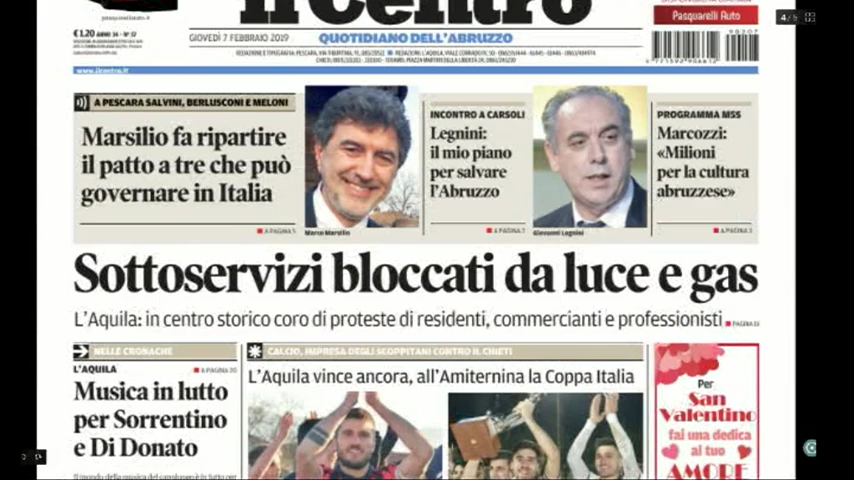 il Centro
Pasquarelli Auto
€ 1,20 ANNO 34 - N° 37
GIOVEDÌ 7 FEBBRAIO 2019
QUOTIDIANO DELL'ABRUZZO
www.ilcentro.it
A PESCARA SALVINI, BERLUSCONI E MELONI
Marsilio fa ripartire
il patto a tre che può
governare in Italia
A PAGINA 5
Marco Marsilio
INCONTRO A CARSOLI
Legnini:
il mio piano
per salvare
l'Abruzzo
A PAGINA 7
Giovanni Legnini
PROGRAMMA M5S
Marcozzi:
«Milioni
per la cultura
abruzzese»
A PAGINA 3
Sottoservizi bloccati da luce e gas
L'Aquila: in centro storico coro di proteste di residenti, commercianti e professionisti
NELLE CRONACHE
L'AQUILA
A PAGINA 20
Musica in lutto
per Sorrentino
e Di Donato
CALCIO, IMPRESA DEGLI SCOPPITANI CONTRO IL CHIETI
L'Aquila vince ancora, all'Amiternina la Coppa Italia
Per
San
Valentino
fai una dedica
al tuo
AMORE